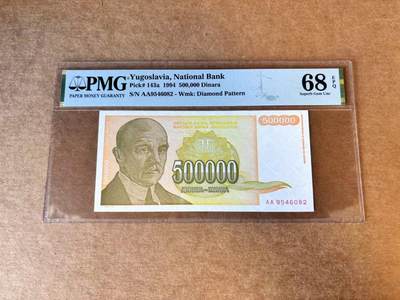 PMG
PAPER MONEY GUARANTY
Yugoslavia, National Bank
Pick# 143a 1994 500,000 Dinara
S/N AA9546082 - Wmk: Diamond Pattern
68 EPQ
Superb Gem Unc
500000
500000
AA 9546082